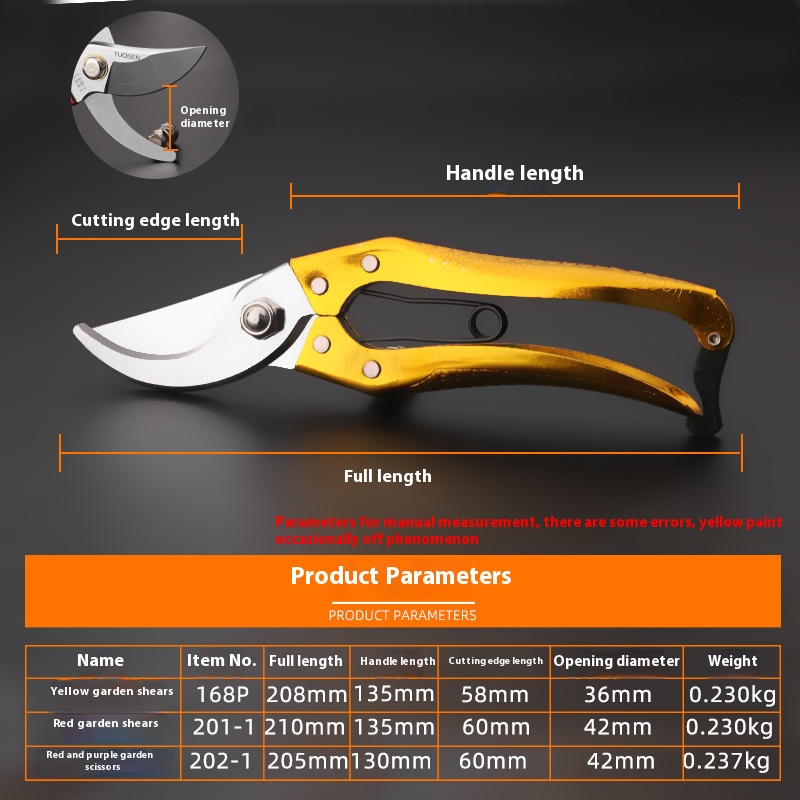 TUOSEN
Opening
diameter
Handle length
Cutting edge length
Full length
Parameters for manual measurement, there are some errors, yellow paint
occasionally off phenomenon
Product Parameters
PRODUCT PARAMETERS
Name Item No. Full length Handle length Cutting edge length Opening diameter Weight
Yellow garden shears 168P 208mm 135mm 58mm 36mm 0.230kg
Red garden shears 201-1 210mm 135mm 60mm 42mm 0.230kg
Red and purple garden
scissors 202-1 205mm 130mm 60mm 42mm 0.237kg